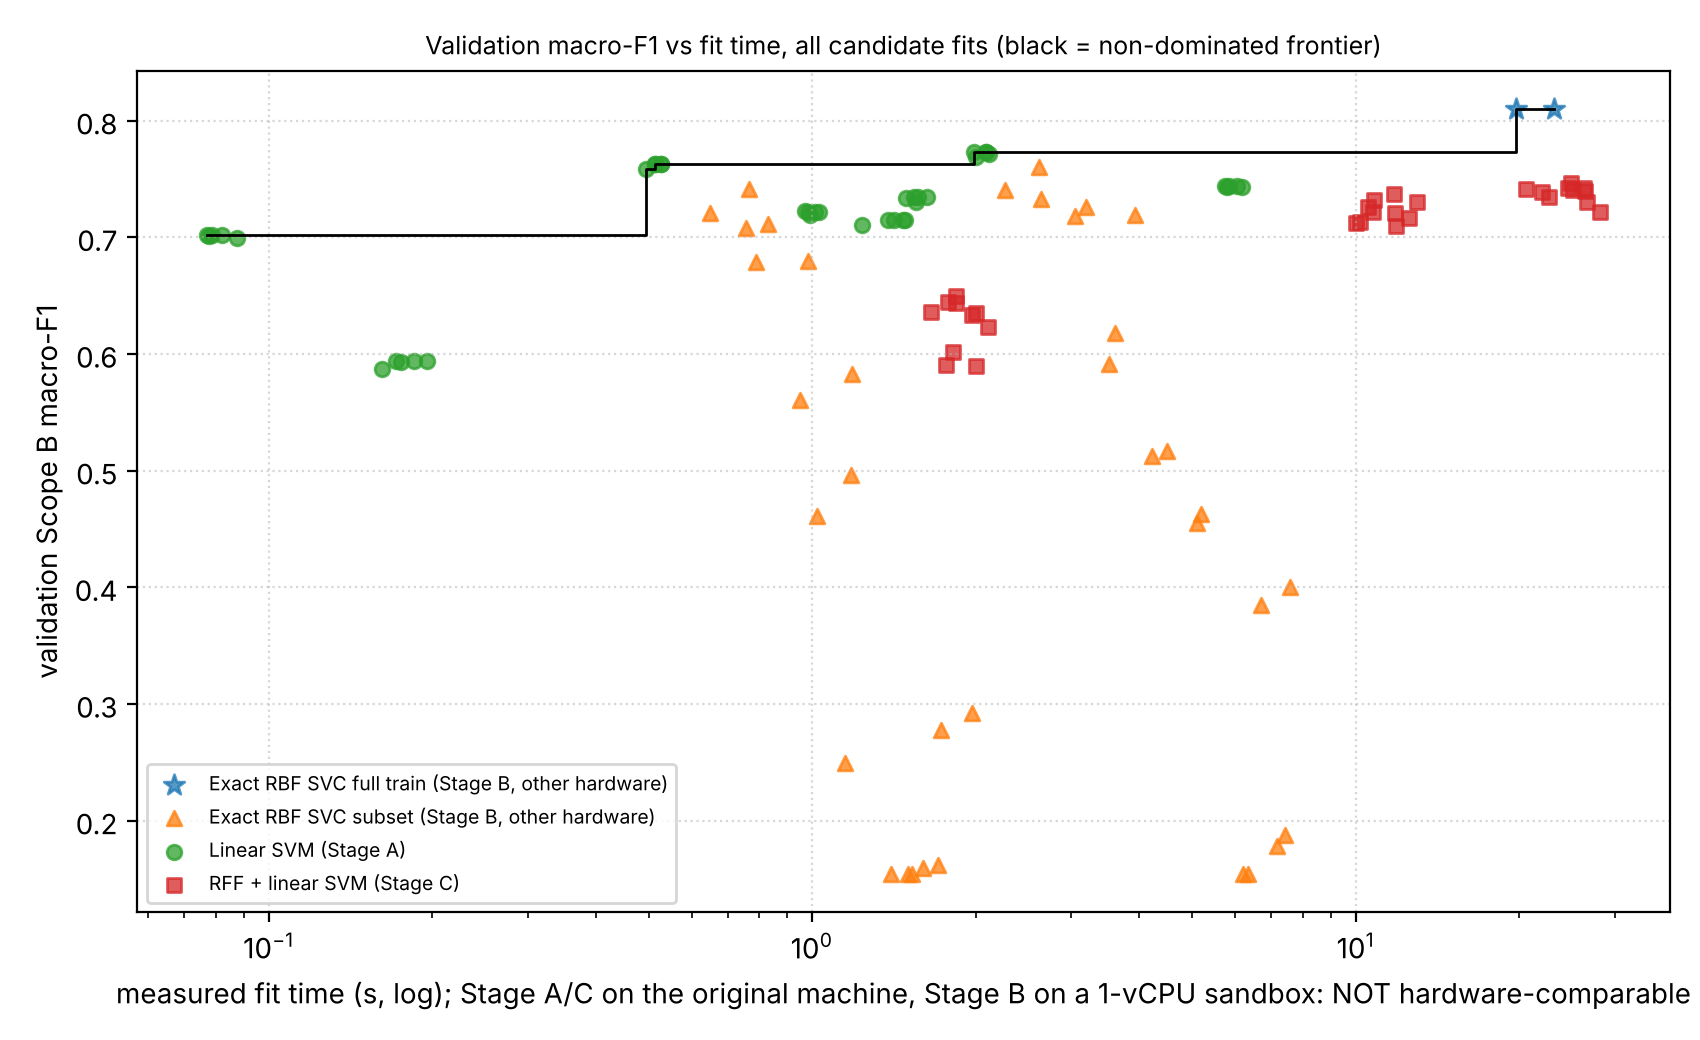 Validation macro-F1 vs fit time, all candidate fits (black = non-dominated frontier)
validation Scope B macro-F1
0.8
0.7
0.6
0.5
0.4
0.3
0.2
Exact RBF SVC full train (Stage B, other hardware)
Exact RBF SVC subset (Stage B, other hardware)
Linear SVM (Stage A)
RFF + linear SVM (Stage C)
10⁻¹ 10⁰ 10¹
measured fit time (s, log); Stage A/C on the original machine, Stage B on a 1-vCPU sandbox: NOT hardware-comparable